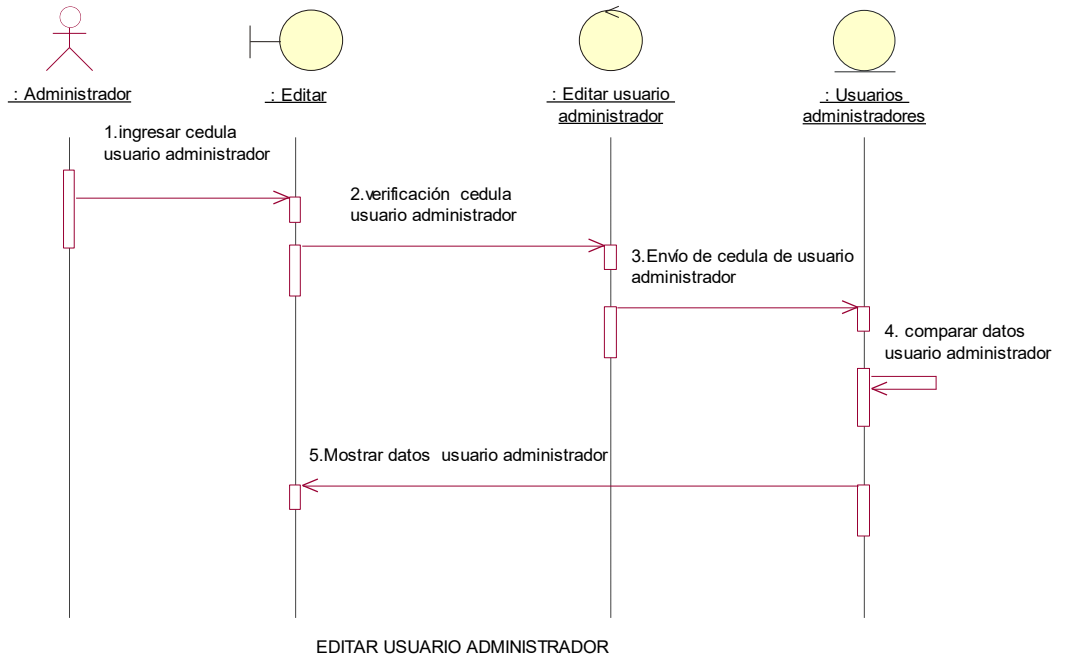 : Administrador
: Editar
: Editar usuario
administrador
: Usuarios
administradores
1.ingresar cedula
usuario administrador
2.verificación cedula
usuario administrador
3.Envío de cedula de usuario
administrador
4. comparar datos
usuario administrador
5.Mostrar datos usuario administrador
EDITAR USUARIO ADMINISTRADOR